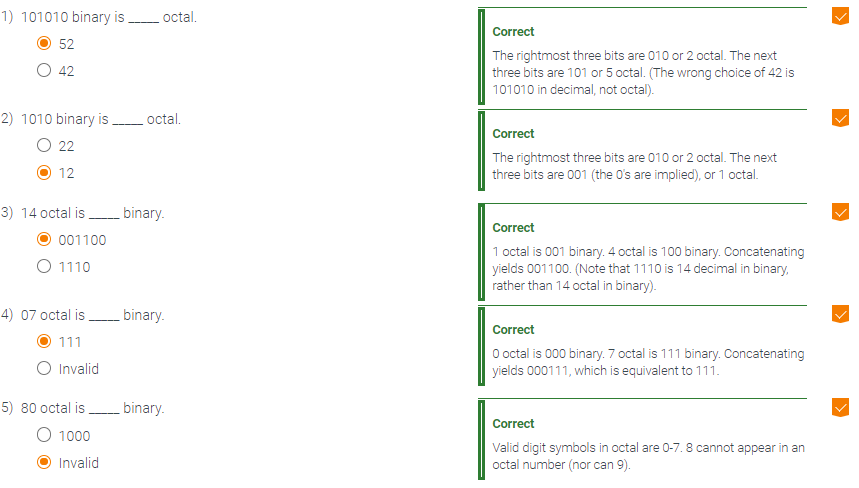 1) 101010 binary is _____ octal.
52
42
Correct
The rightmost three bits are 010 or 2 octal. The next
three bits are 101 or 5 octal. (The wrong choice of 42 is
101010 in decimal, not octal).
2) 1010 binary is _____ octal.
22
12
Correct
The rightmost three bits are 010 or 2 octal. The next
three bits are 001 (the 0's are implied), or 1 octal.
3) 14 octal is _____ binary.
001100
1110
Correct
1 octal is 001 binary. 4 octal is 100 binary. Concatenating
yields 001100. (Note that 1110 is 14 decimal in binary,
rather than 14 octal in binary).
4) 07 octal is _____ binary.
111
Invalid
Correct
0 octal is 000 binary. 7 octal is 111 binary. Concatenating
yields 000111, which is equivalent to 111.
5) 80 octal is _____ binary.
1000
Invalid
Correct
Valid digit symbols in octal are 0-7. 8 cannot appear in an
octal number (nor can 9).